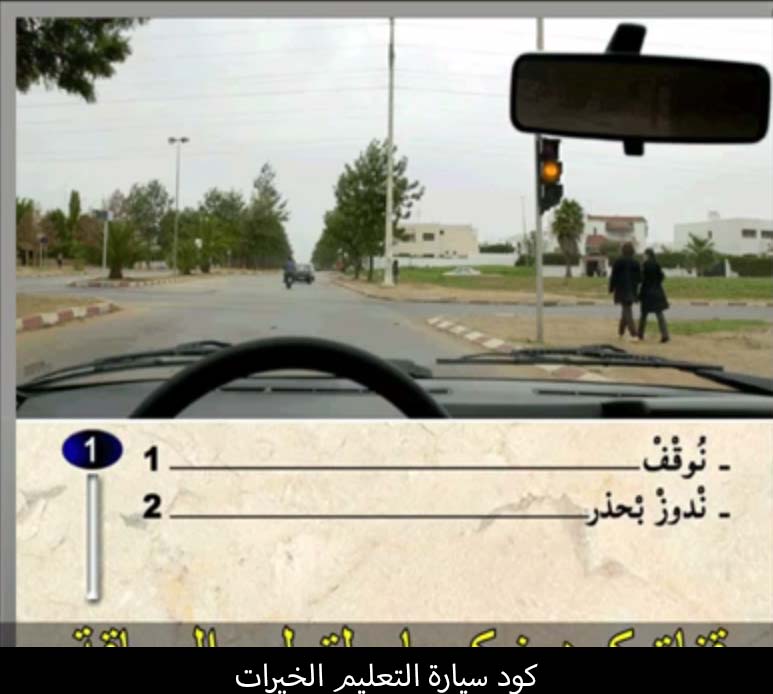 1
- نُوقْفْ 1
- نْدوزْ بْحذر 2
كود سيارة التعليم الخيرات